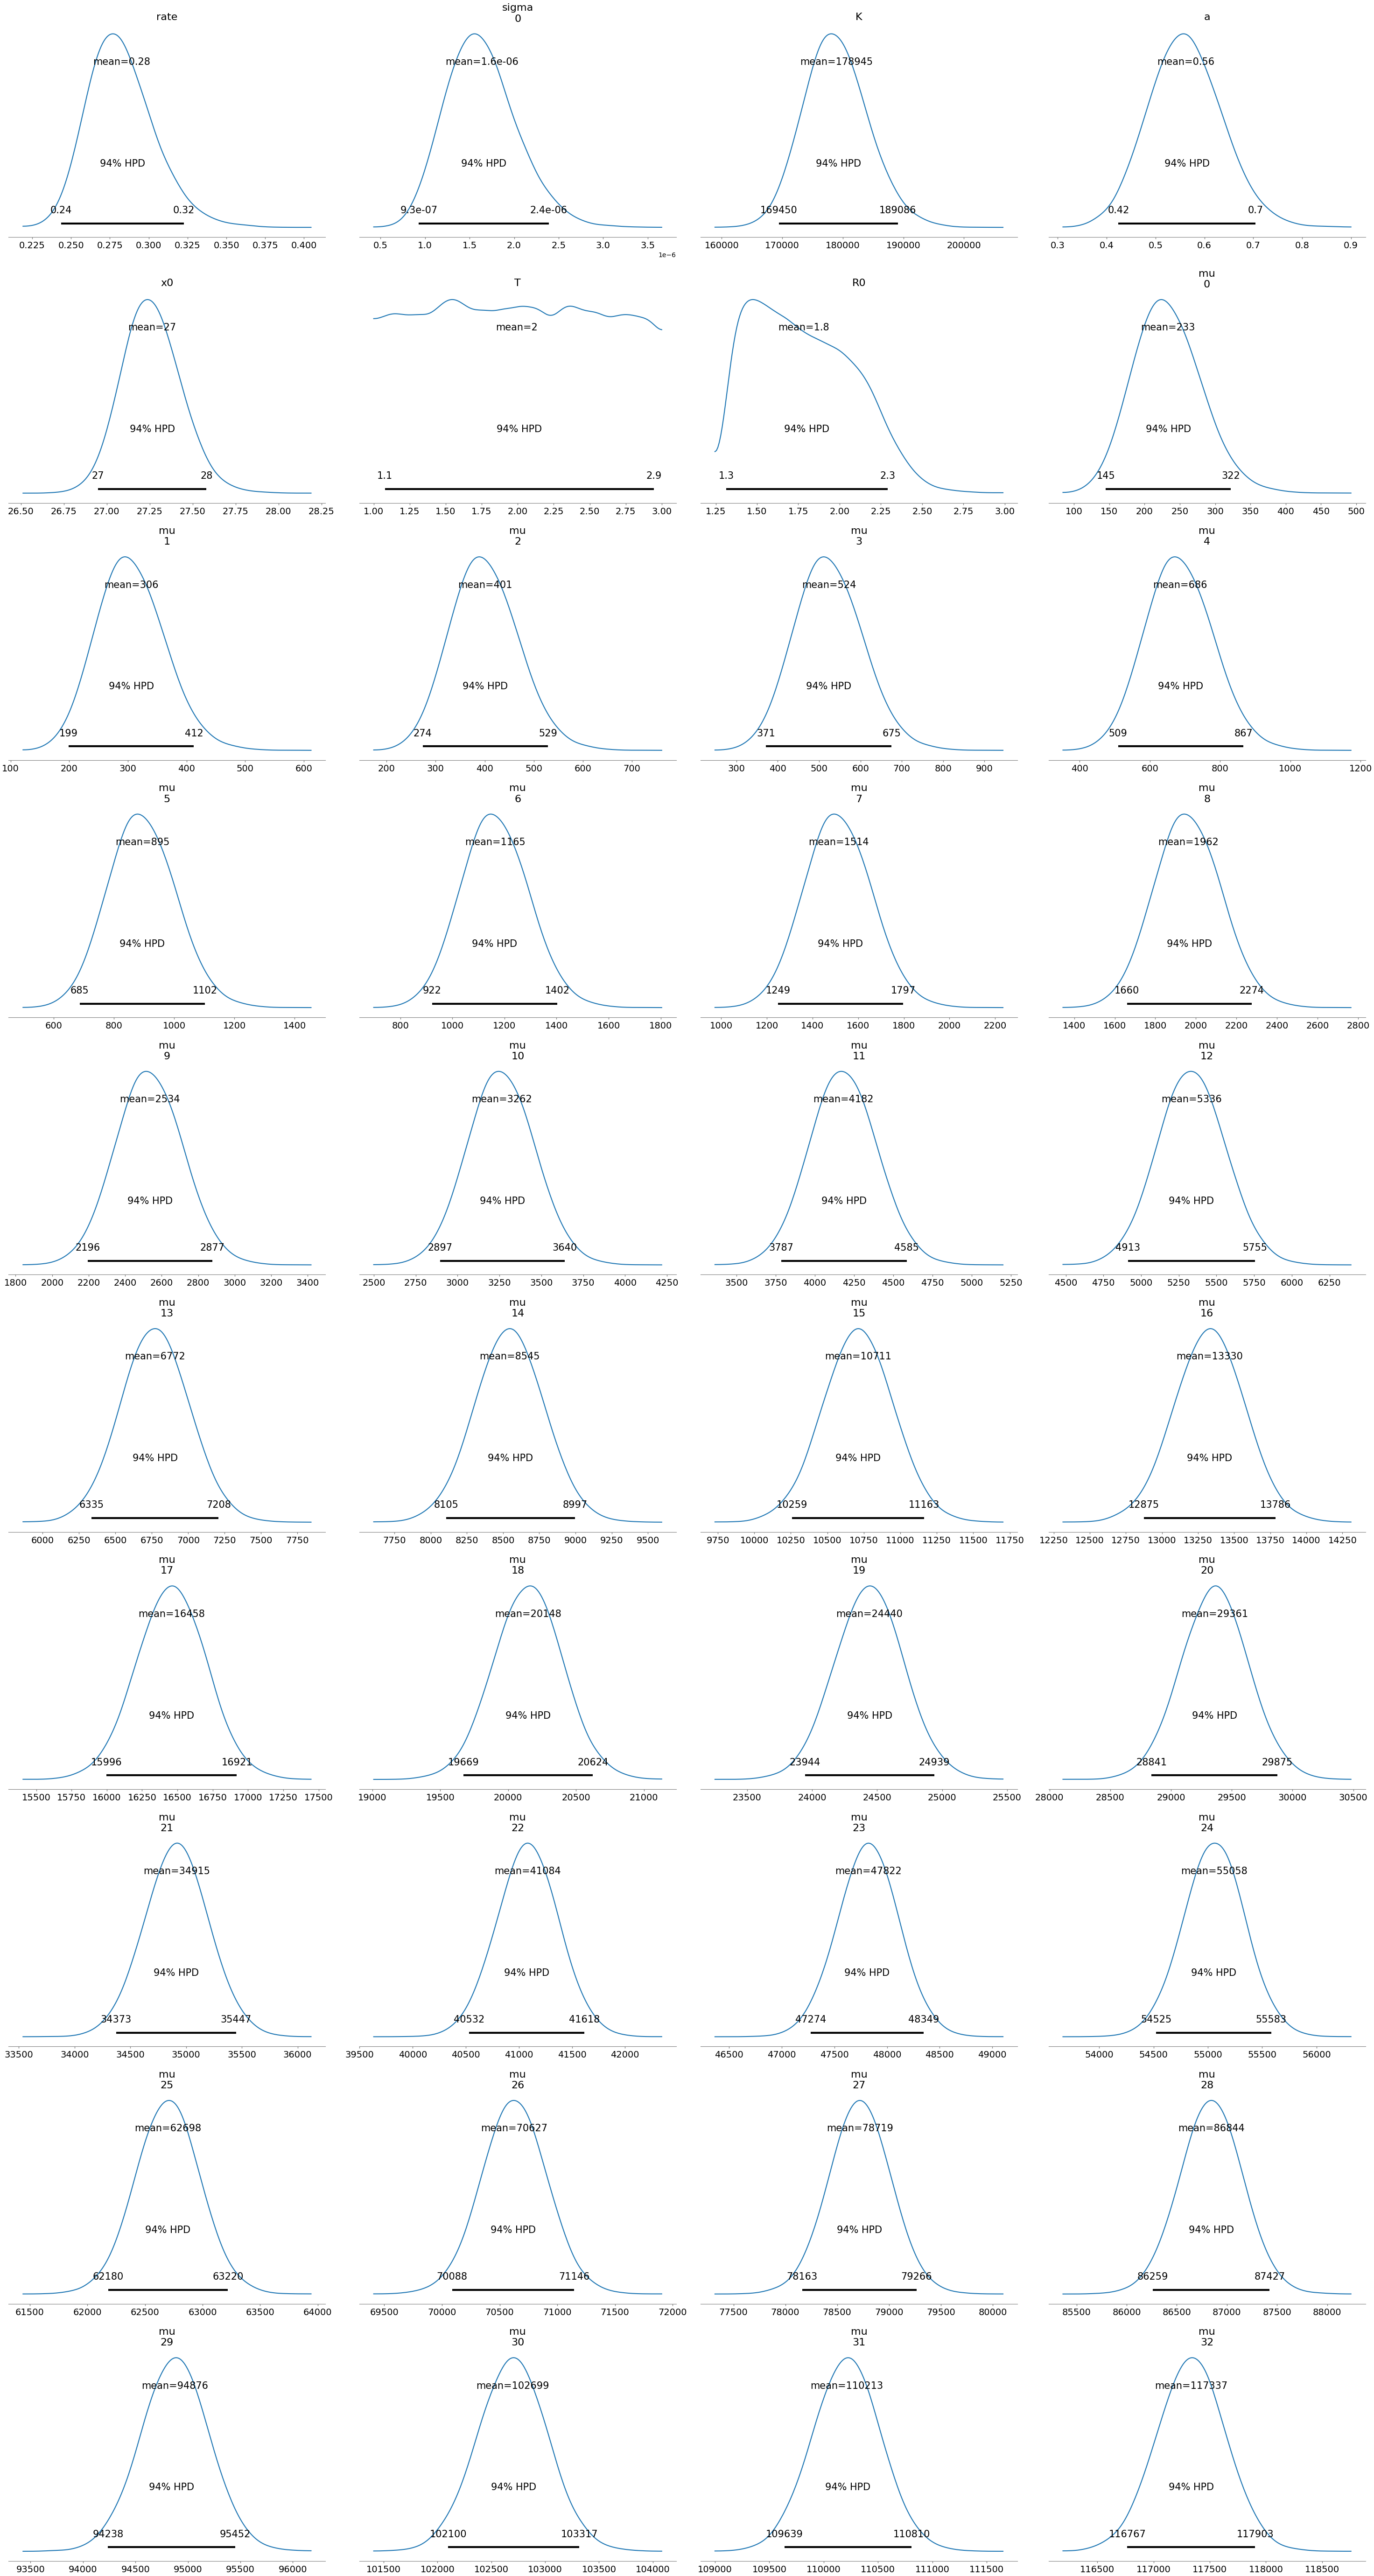 rate
mean=0.28
94% HPD
0.24 0.32
0.225 0.250 0.275 0.300 0.325 0.350 0.375 0.400
sigma
0
mean=1.6e-06
94% HPD
9.3e-07 2.4e-06
0.5 1.0 1.5 2.0 2.5 3.0 3.5
1e−6
K
mean=178945
94% HPD
169450 189086
160000 170000 180000 190000 200000
a
mean=0.56
94% HPD
0.42 0.7
0.3 0.4 0.5 0.6 0.7 0.8 0.9
x0
mean=27
94% HPD
27 28
26.50 26.75 27.00 27.25 27.50 27.75 28.00 28.25
T
mean=2
94% HPD
1.1 2.9
1.00 1.25 1.50 1.75 2.00 2.25 2.50 2.75 3.00
R0
mean=1.8
94% HPD
1.3 2.3
1.25 1.50 1.75 2.00 2.25 2.50 2.75 3.00
mu
0
mean=233
94% HPD
145 322
100 150 200 250 300 350 400 450 500
mu
1
mean=306
94% HPD
199 412
100 200 300 400 500 600
mu
2
mean=401
94% HPD
274 529
200 300 400 500 600 700
mu
3
mean=524
94% HPD
371 675
300 400 500 600 700 800 900
mu
4
mean=686
94% HPD
509 867
400 600 800 1000 1200
mu
5
mean=895
94% HPD
685 1102
600 800 1000 1200 1400
mu
6
mean=1165
94% HPD
922 1402
800 1000 1200 1400 1600 1800
mu
7
mean=1514
94% HPD
1249 1797
1000 1200 1400 1600 1800 2000 2200
mu
8
mean=1962
94% HPD
1660 2274
1400 1600 1800 2000 2200 2400 2600 2800
mu
9
mean=2534
94% HPD
2196 2877
1800 2000 2200 2400 2600 2800 3000 3200 3400
mu
10
mean=3262
94% HPD
2897 3640
2500 2750 3000 3250 3500 3750 4000 4250
mu
11
mean=4182
94% HPD
3787 4585
3500 3750 4000 4250 4500 4750 5000 5250
mu
12
mean=5336
94% HPD
4913 5755
4500 4750 5000 5250 5500 5750 6000 6250
mu
13
mean=6772
94% HPD
6335 7208
6000 6250 6500 6750 7000 7250 7500 7750
mu
14
mean=8545
94% HPD
8105 8997
7750 8000 8250 8500 8750 9000 9250 9500
mu
15
mean=10711
94% HPD
10259 11163
9750 10000 10250 10500 10750 11000 11250 11500 11750
mu
16
mean=13330
94% HPD
12875 13786
12250 12500 12750 13000 13250 13500 13750 14000 14250
mu
17
mean=16458
94% HPD
15996 16921
15500 15750 16000 16250 16500 16750 17000 17250 17500
mu
18
mean=20148
94% HPD
19669 20624
19000 19500 20000 20500 21000
mu
19
mean=24440
94% HPD
23944 24939
23500 24000 24500 25000 25500
mu
20
mean=29361
94% HPD
28841 29875
28000 28500 29000 29500 30000 30500
mu
21
mean=34915
94% HPD
34373 35447
33500 34000 34500 35000 35500 36000
mu
22
mean=41084
94% HPD
40532 41618
39500 40000 40500 41000 41500 42000
mu
23
mean=47822
94% HPD
47274 48349
46500 47000 47500 48000 48500 49000
mu
24
mean=55058
94% HPD
54525 55583
54000 54500 55000 55500 56000
mu
25
mean=62698
94% HPD
62180 63220
61500 62000 62500 63000 63500 64000
mu
26
mean=70627
94% HPD
70088 71146
69500 70000 70500 71000 71500 72000
mu
27
mean=78719
94% HPD
78163 79266
77500 78000 78500 79000 79500 80000
mu
28
mean=86844
94% HPD
86259 87427
85500 86000 86500 87000 87500 88000
mu
29
mean=94876
94% HPD
94238 95452
93000 93500 94000 94500 95000 95500 96000
mu
30
mean=102699
94% HPD
102100 103317
101500 102000 102500 103000 103500 104000
mu
31
mean=110213
94% HPD
109639 110810
109000 109500 110000 110500 111000 111500
mu
32
mean=117337
94% HPD
116767 117903
116500 117000 117500 118000 118500